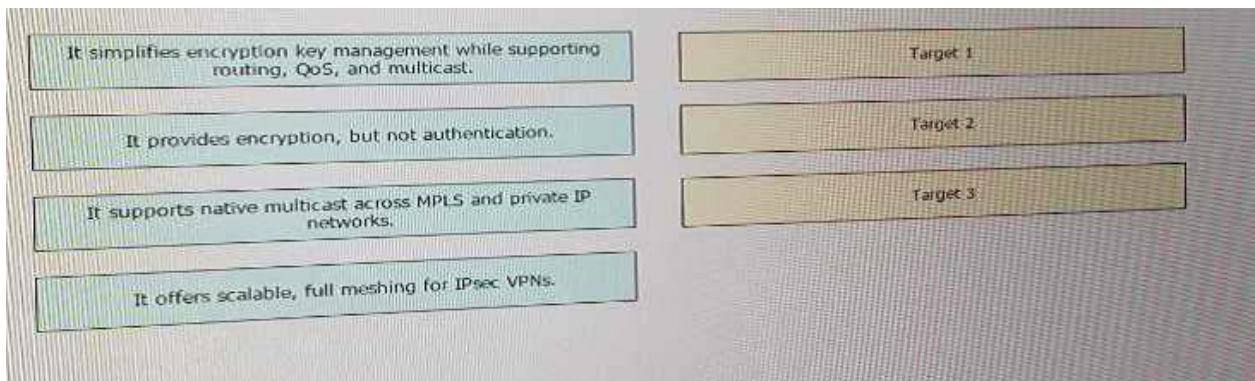 It simplifies encryption key management while supporting
routing, QoS, and multicast.
Target 1
It provides encryption, but not authentication.
Target 2
It supports native multicast across MPLS and private IP
networks.
Target 3
It offers scalable, full meshing for IPsec VPNs.